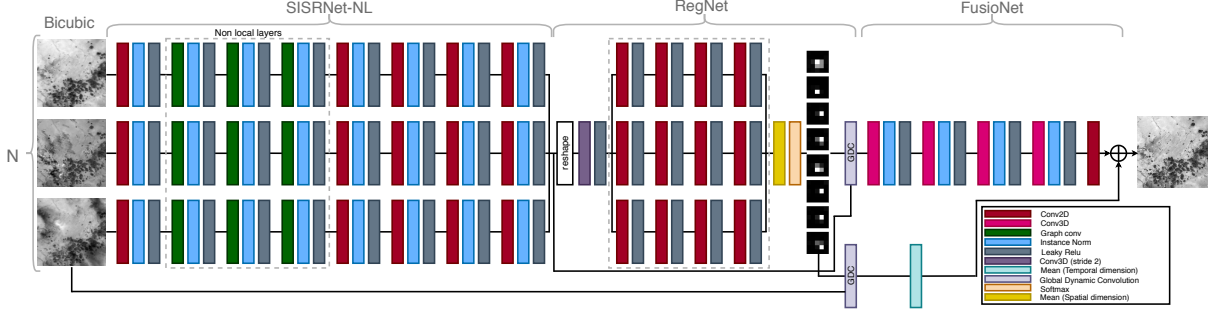 SISRNet-NL
RegNet
FusioNet
Bicubic
Non local layers
N
reshape
GDC
GDC
Conv2D
Conv3D
Graph conv
Instance Norm
Leaky Relu
Conv3D (stride 2)
Mean (Temporal dimension)
Global Dynamic Convolution
Softmax
Mean (Spatial dimension)